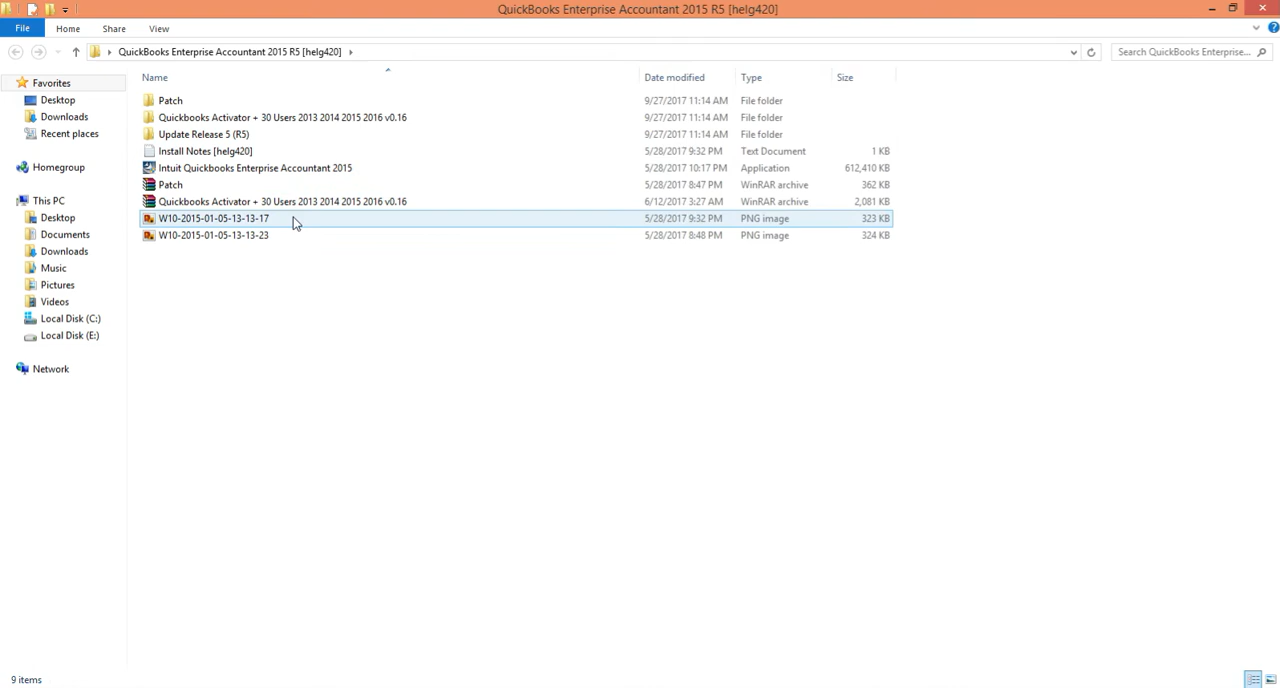 QuickBooks Enterprise Accountant 2015 R5 [helg420]
File Home Share View
QuickBooks Enterprise Accountant 2015 R5 [helg420]
Search QuickBooks Enterprise...
Name Date modified Type Size
Favorites
Desktop
Downloads
Recent places
Homegroup
This PC
Desktop
Documents
Downloads
Music
Pictures
Videos
Local Disk (C:)
Local Disk (E:)
Network
Patch 9/27/2017 11:14 AM File folder
Quickbooks Activator + 30 Users 2013 2014 2015 2016 v0.16 9/27/2017 11:14 AM File folder
Update Release 5 (R5) 9/27/2017 11:14 AM File folder
Install Notes [helg420] 5/28/2017 9:32 PM Text Document 1 KB
Intuit Quickbooks Enterprise Accountant 2015 5/28/2017 10:17 PM Application 612,410 KB
Patch 5/28/2017 8:47 PM WinRAR archive 362 KB
Quickbooks Activator + 30 Users 2013 2014 2015 2016 v0.16 6/12/2017 3:27 AM WinRAR archive 2,081 KB
W10-2015-01-05-13-13-17 5/28/2017 9:32 PM PNG image 323 KB
W10-2015-01-05-13-13-23 5/28/2017 8:48 PM PNG image 324 KB
9 items